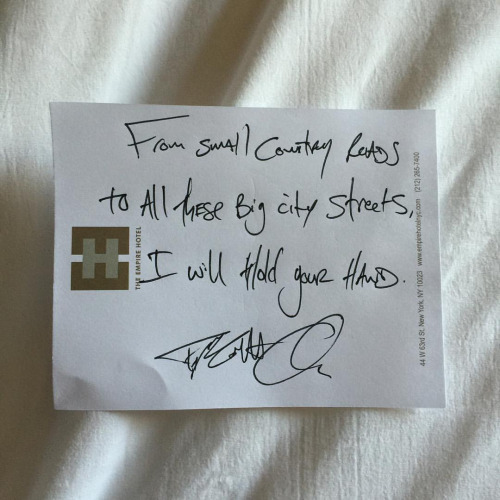 From small Country Roads
to All these Big city Streets,
I will Hold your HAND.
THE EMPIRE HOTEL
44 W 63rd St, New York, NY 10023 www.empirehotelnyc.com (212) 265-7400